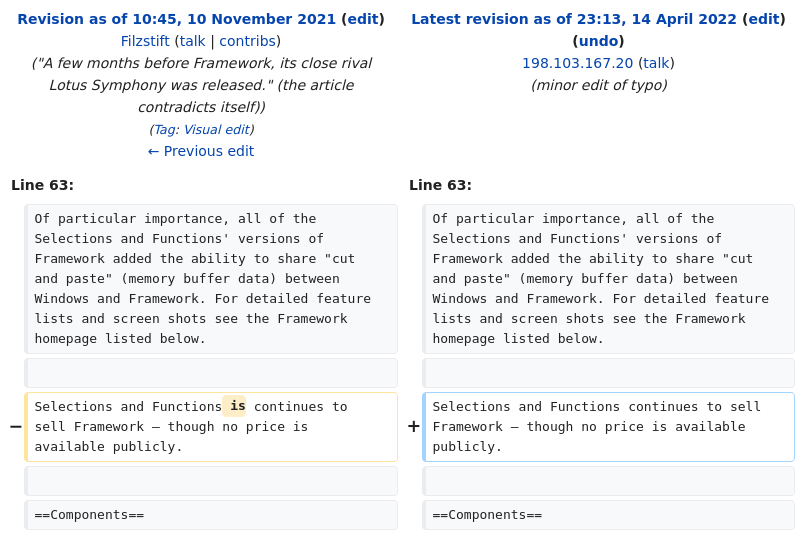 Revision as of 10:45, 10 November 2021 (edit)
Filzstift (talk | contribs)
("A few months before Framework, its close rival
Lotus Symphony was released." (the article
contradicts itself))
(Tag: Visual edit)
← Previous edit
Latest revision as of 23:13, 14 April 2022 (edit)
(undo)
198.103.167.20 (talk)
(minor edit of typo)
Line 63:
Line 63:
Of particular importance, all of the
Selections and Functions' versions of
Framework added the ability to share "cut
and paste" (memory buffer data) between
Windows and Framework. For detailed feature
lists and screen shots see the Framework
homepage listed below.
Of particular importance, all of the
Selections and Functions' versions of
Framework added the ability to share "cut
and paste" (memory buffer data) between
Windows and Framework. For detailed feature
lists and screen shots see the Framework
homepage listed below.
− Selections and Functions is continues to
sell Framework – though no price is
available publicly.
+ Selections and Functions continues to sell
Framework – though no price is available
publicly.
==Components==
==Components==